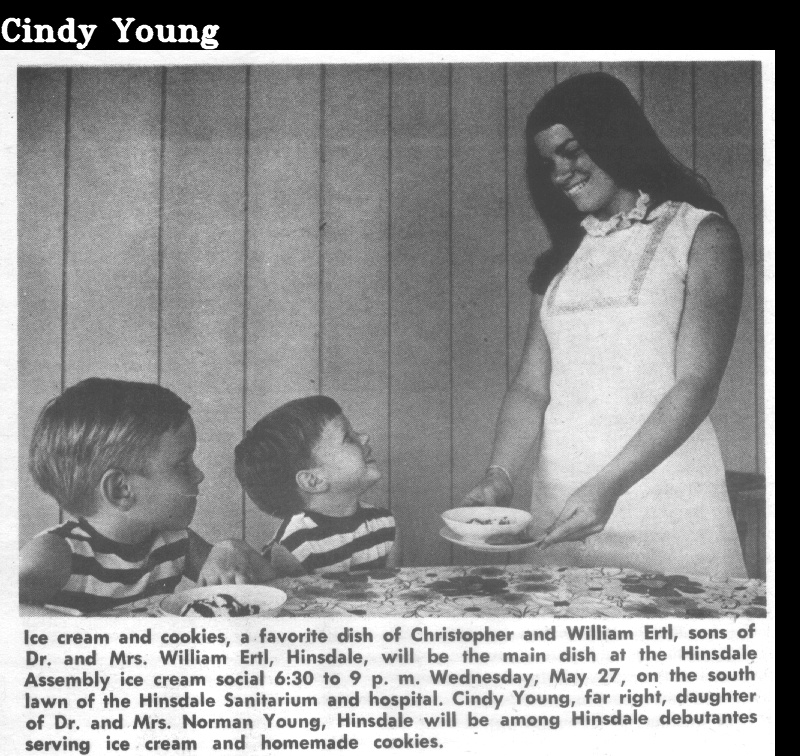 Cindy Young
Ice cream and cookies, a favorite dish of Christopher and William Ertl, sons of
Dr. and Mrs. William Ertl, Hinsdale, will be the main dish at the Hinsdale
Assembly ice cream social 6:30 to 9 p. m. Wednesday, May 27, on the south
lawn of the Hinsdale Sanitarium and hospital. Cindy Young, far right, daughter
of Dr. and Mrs. Norman Young, Hinsdale will be among Hinsdale debutantes
serving ice cream and homemade cookies.